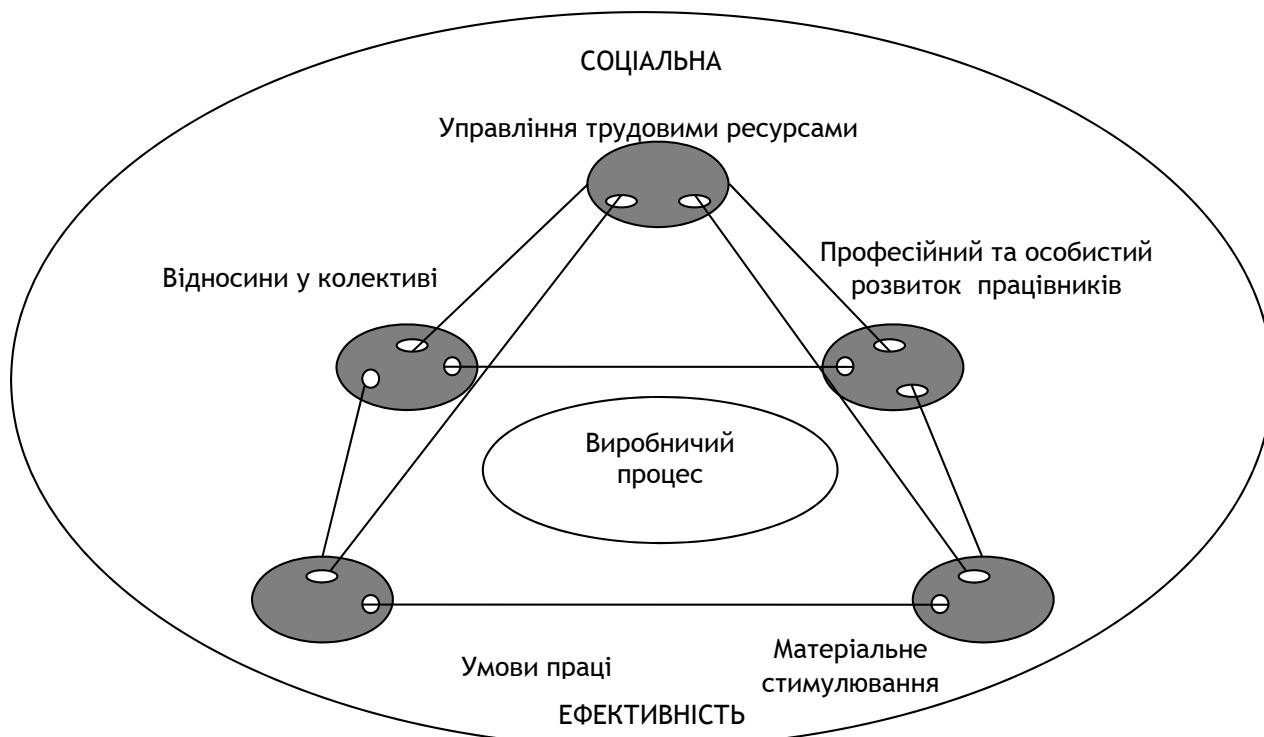 СОЦІАЛЬНА
Управління трудовими ресурсами
Професійний та особистий
розвиток працівників
Відносини у колективі
Виробничий
процес
Умови праці
Матеріальне
стимулювання
ЕФЕКТИВНІСТЬ